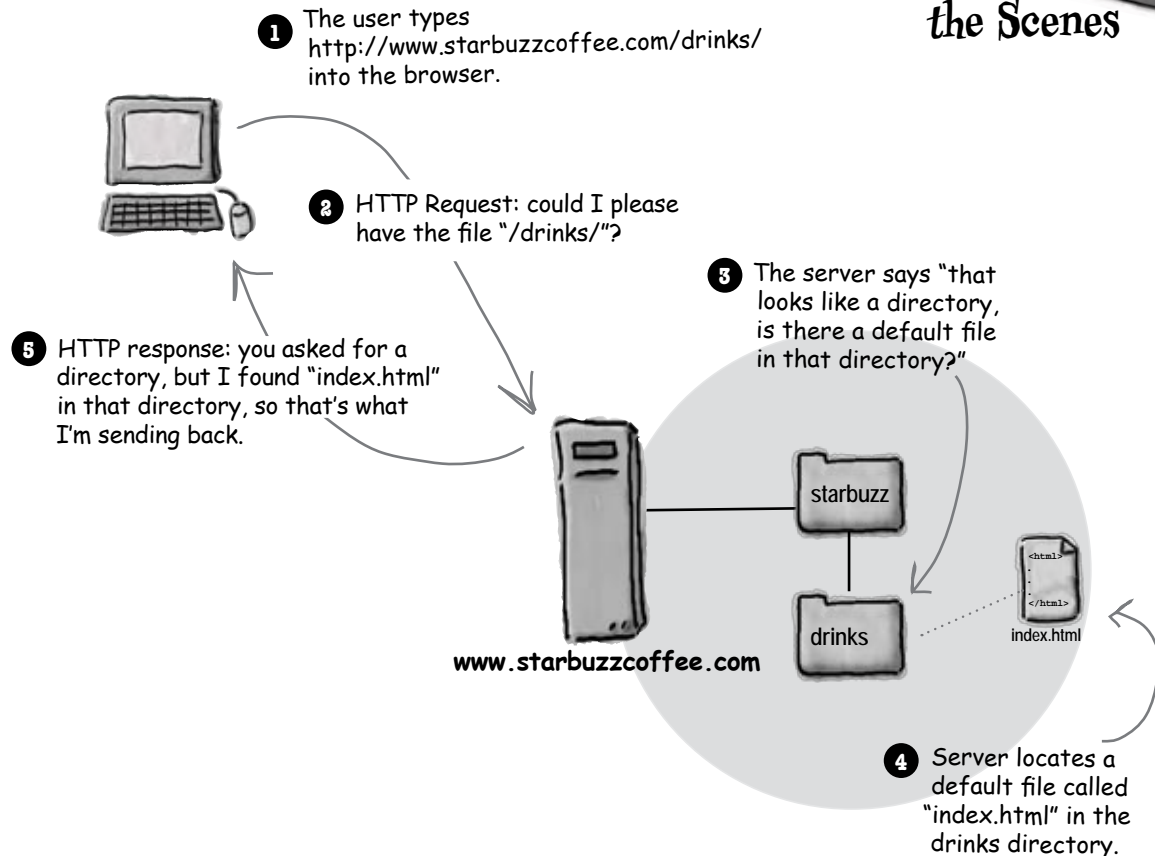 the Scenes
1 The user types
http://www.starbuzzcoffee.com/drinks/
into the browser.
2 HTTP Request: could I please
have the file “/drinks/”?
3 The server says “that
looks like a directory,
is there a default file
in that directory?”
5 HTTP response: you asked for a
directory, but I found “index.html”
in that directory, so that's what
I'm sending back.
starbuzz
<html>
.
.
.
</html>
index.html
drinks
www.starbuzzcoffee.com
4 Server locates a
default file called
“index.html” in the
drinks directory.